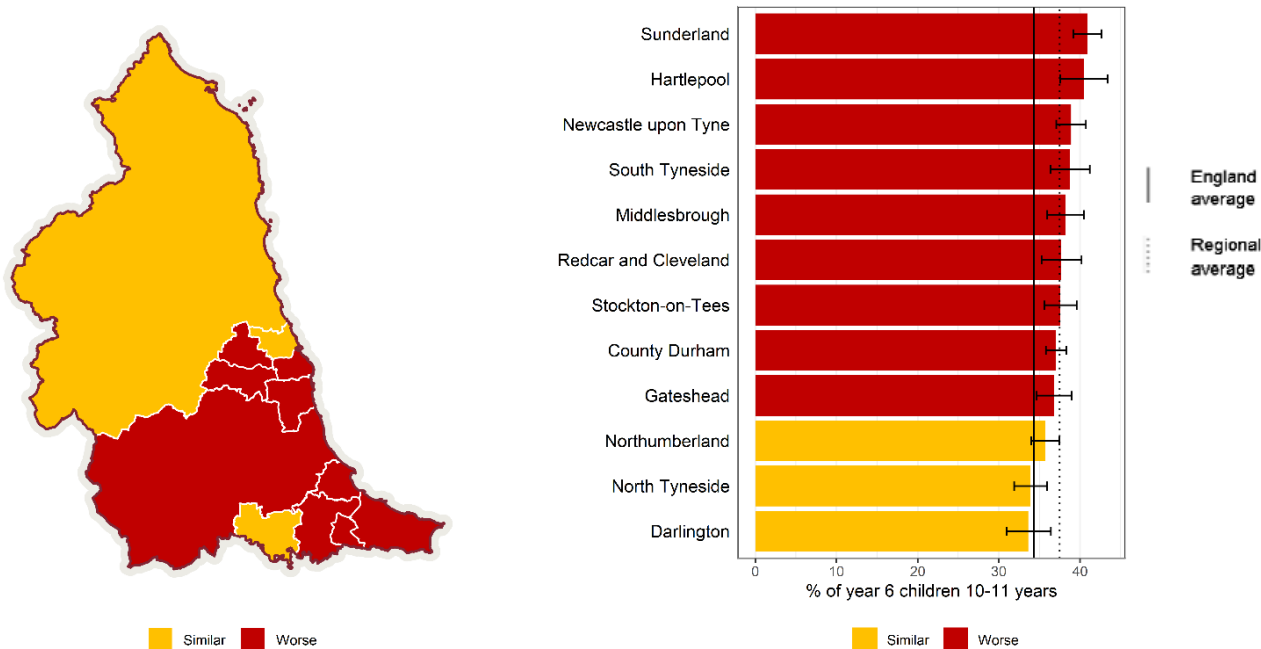 Similar Worse
Sunderland
Hartlepool
Newcastle upon Tyne
South Tyneside
Middlesbrough
Redcar and Cleveland
Stockton-on-Tees
County Durham
Gateshead
Northumberland
North Tyneside
Darlington
0 10 20 30 40
% of year 6 children 10-11 years
Similar Worse
England
average
Regional
average